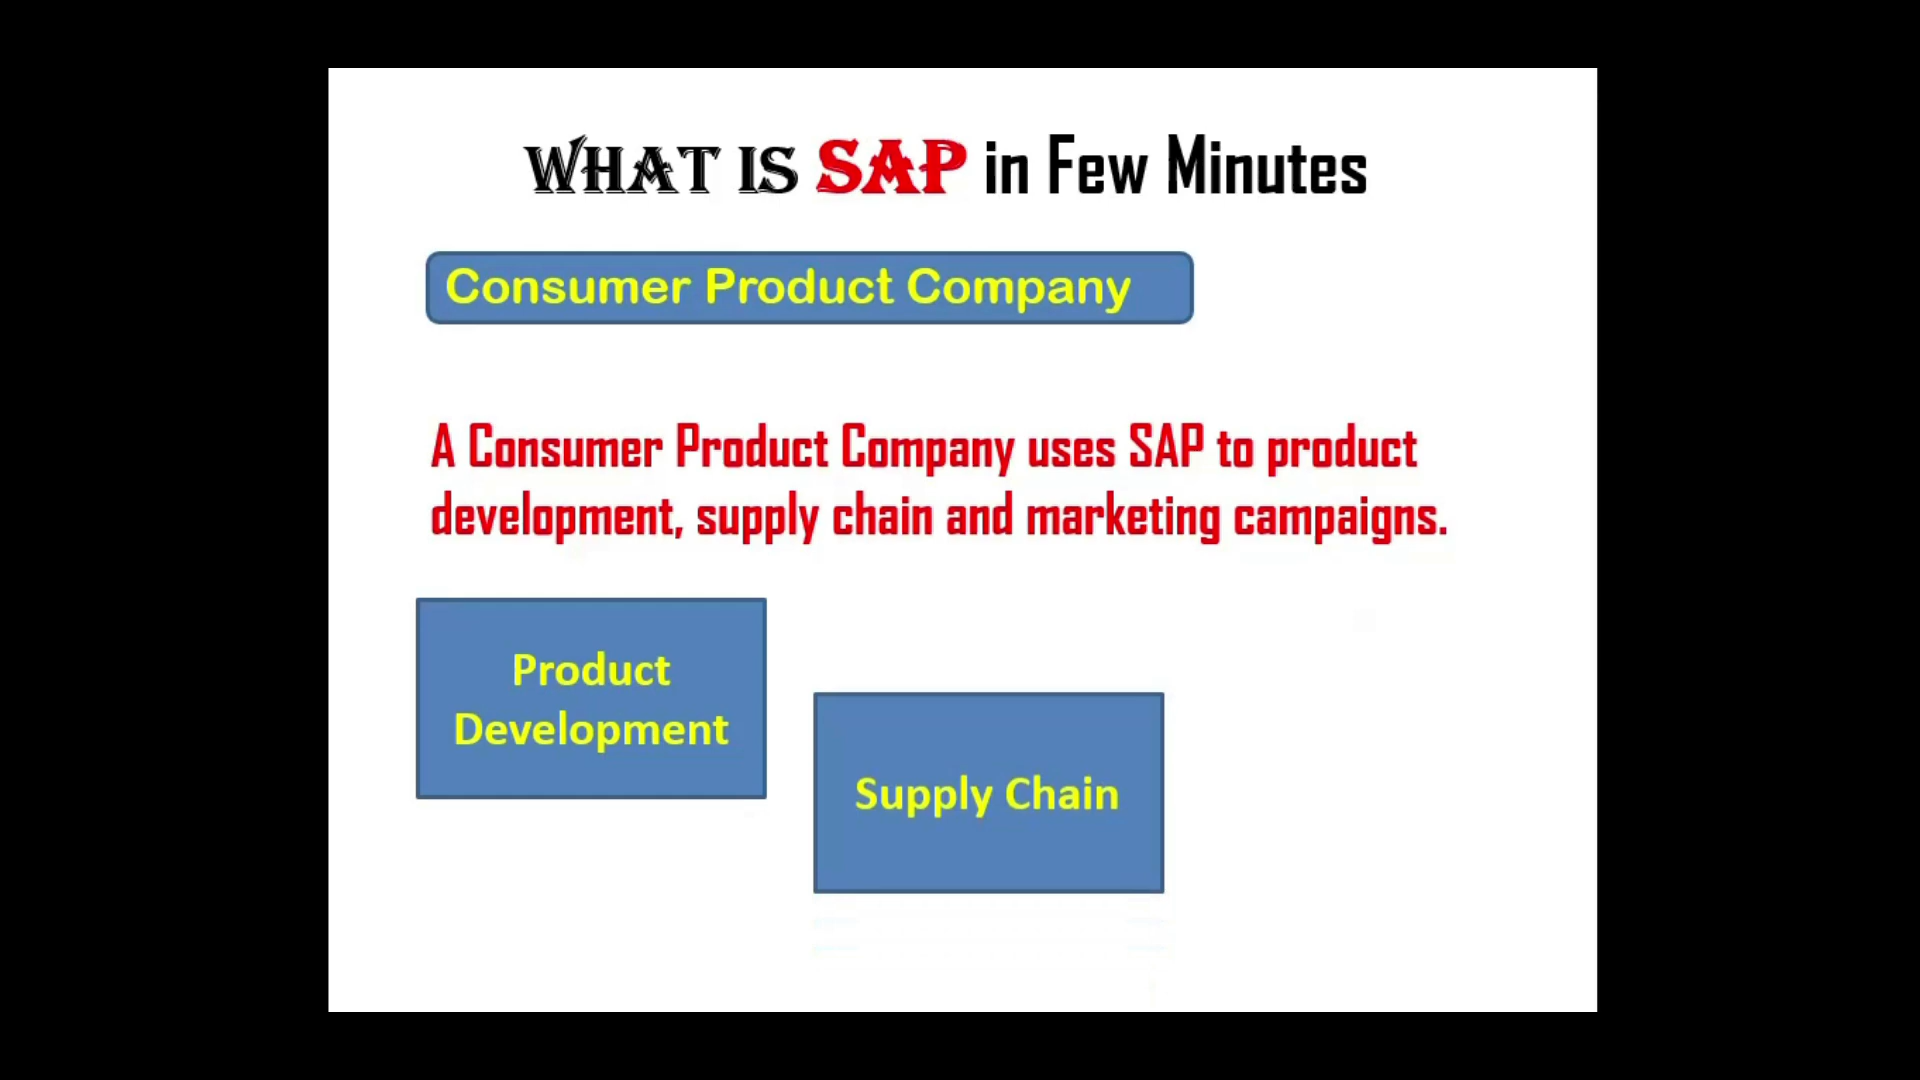 WHAT IS SAP in Few Minutes
Consumer Product Company
A Consumer Product Company uses SAP to product
development, supply chain and marketing campaigns.
Product
Development
Supply Chain